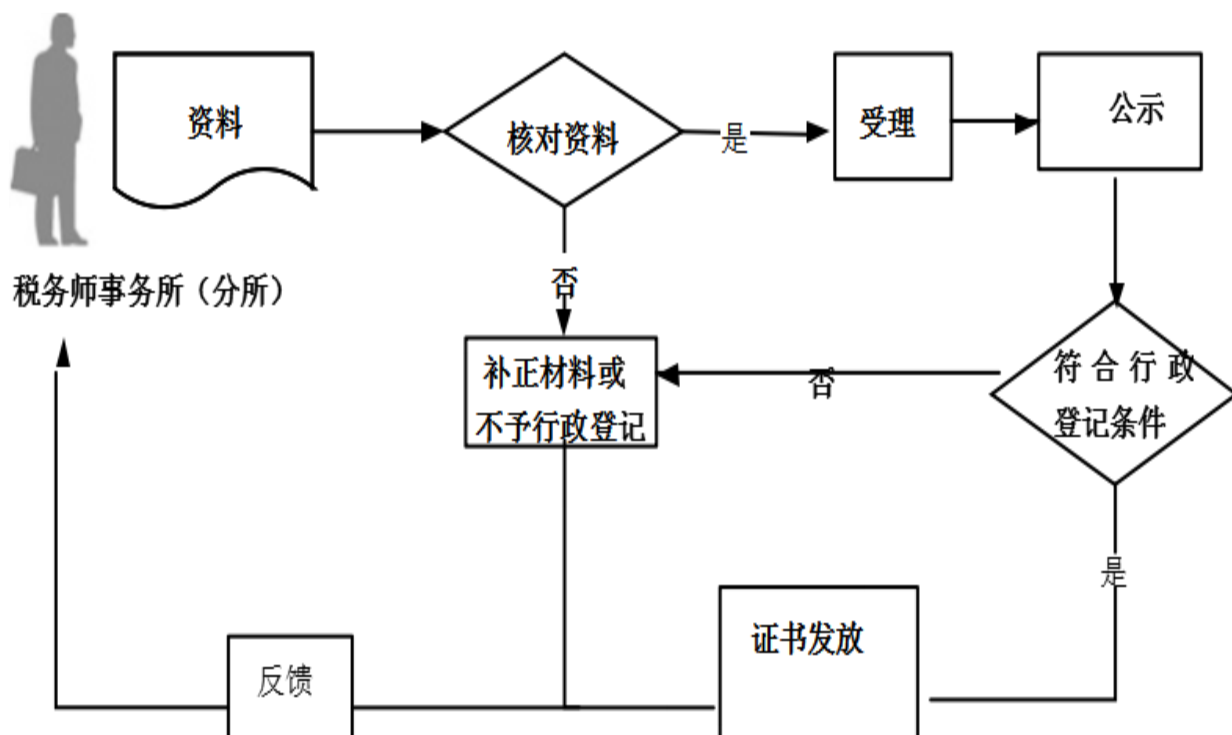 资料
核对资料
是
受理
公示
税务师事务所（分所）
否
补正材料或
不予行政登记
否
符合行政
登记条件
是
证书发放
反馈